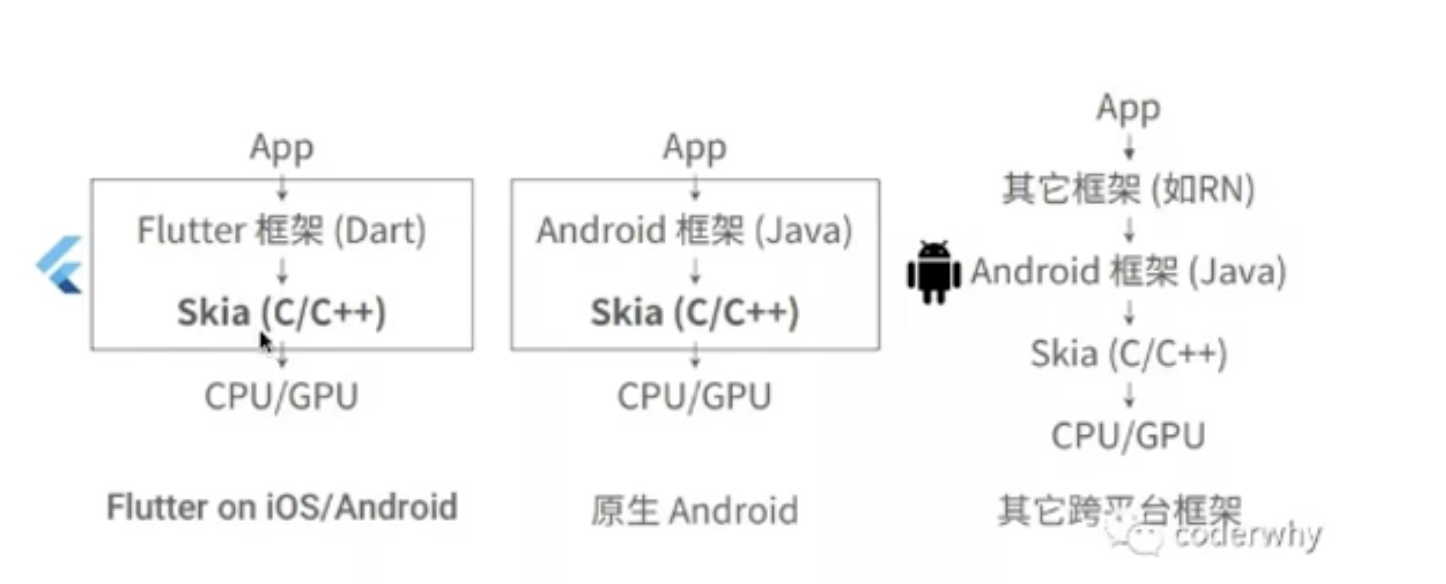 App
Flutter 框架 (Dart)
Skia (C/C++)
CPU/GPU
Flutter on iOS/Android
App
Android 框架 (Java)
Skia (C/C++)
CPU/GPU
原生 Android
App
其它框架 (如RN)
Android 框架 (Java)
Skia (C/C++)
CPU/GPU
其它跨平台框架
coderwhy